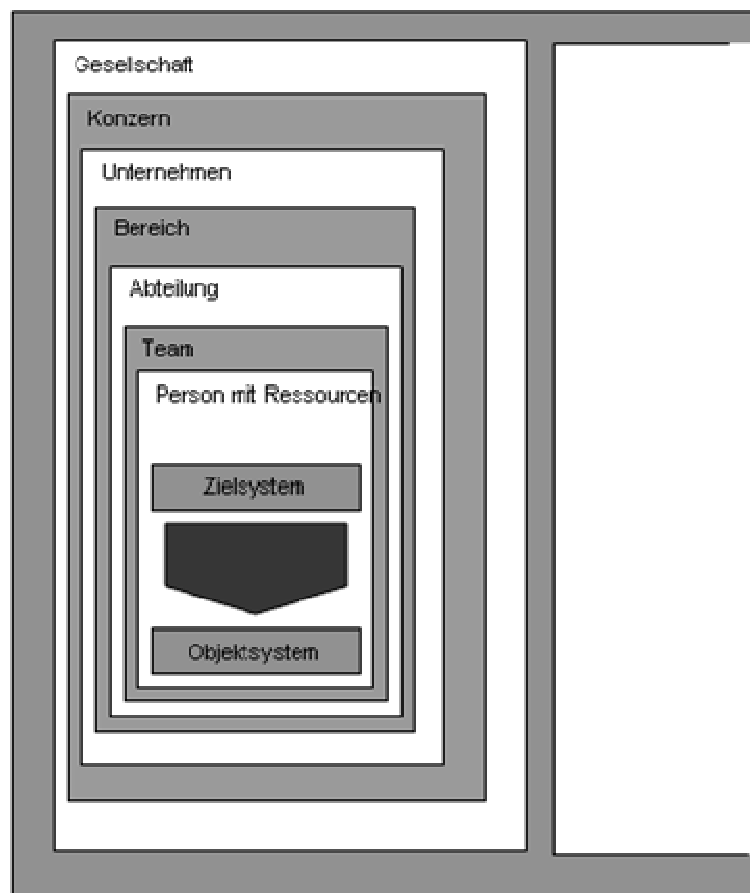 Gesellschaft
Konzern
Unternehmen
Bereich
Abteilung
Team
Person mit Ressourcen
Zielsystem
Objektsystem